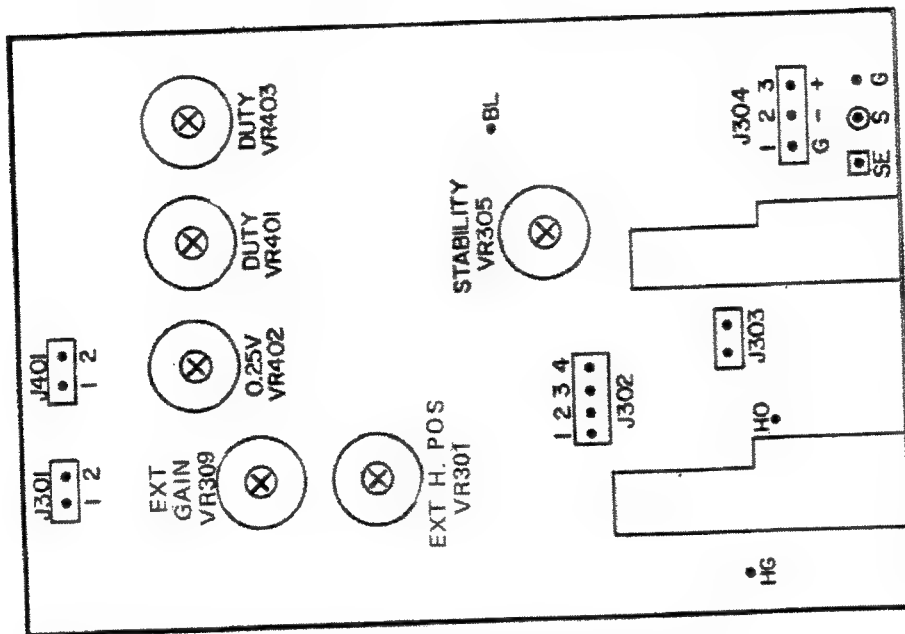 DUTY
VR403
DUTY
VR401
0.25V
VR402
EXT
GAIN
VR309
EXT H. POS
VR301
J401
1 2
J301
1 2
BL
STABILITY
VR305
J304
1 2 3
G - +
SE S G
1 2 3 4
J302
J303
HO
HG